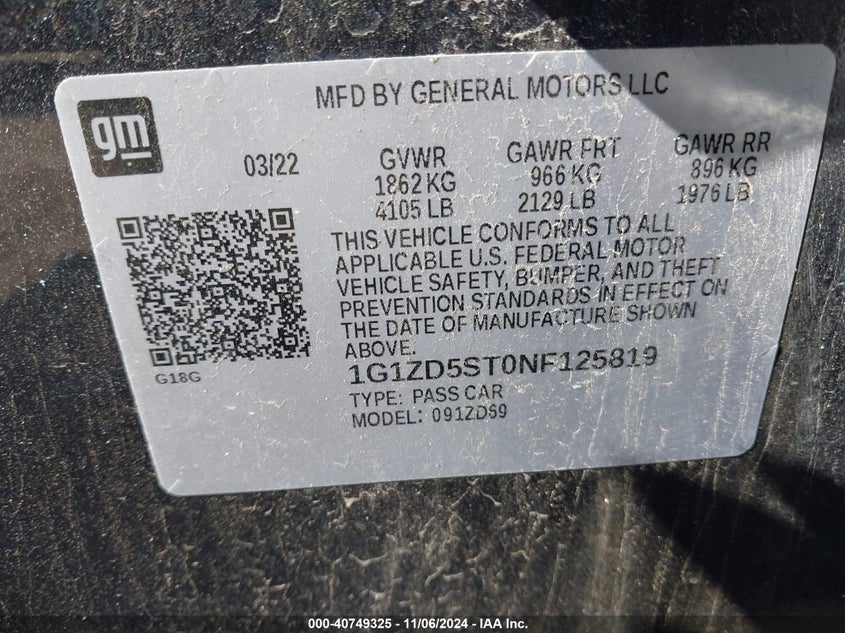 MFD BY GENERAL MOTORS LLC
gm
03/22
GVWR
1862 KG
4105 LB
GAWR FRT
966 KG
2129 LB
GAWR RR
896 KG
1976 LB
THIS VEHICLE CONFORMS TO ALL
APPLICABLE U.S. FEDERAL MOTOR
VEHICLE SAFETY, BUMPER, AND THEFT
PREVENTION STANDARDS IN EFFECT ON
THE DATE OF MANUFACTURE SHOWN
ABOVE.
G18G
1G1ZD5ST0NF125819
TYPE: PASS CAR
MODEL: 091ZD69
000-40749325 - 11/06/2024 - IAA Inc.